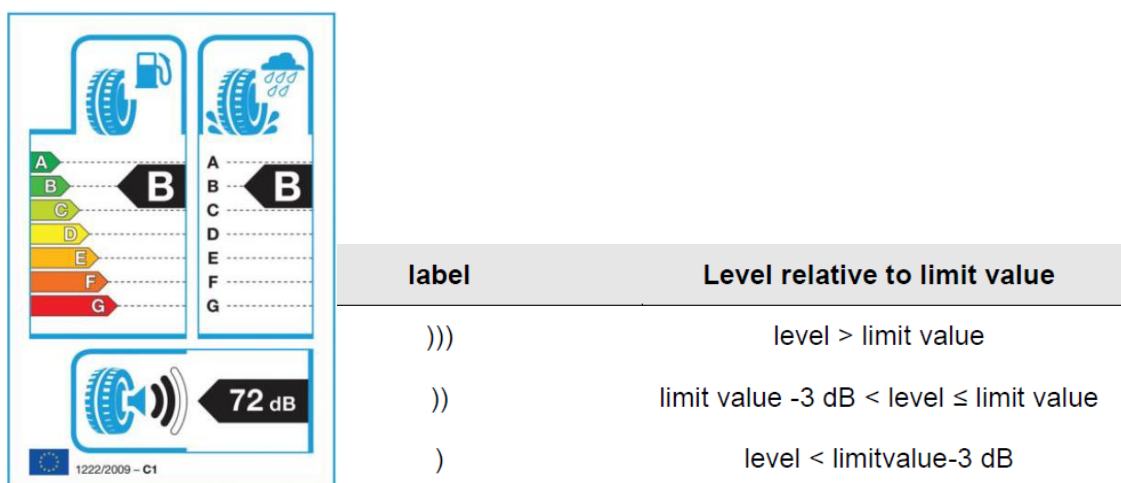 A
B
C
D
E
F
G
B
A
B
C
D
E
F
G
B
72 dB
1222/2009 – C1
label Level relative to limit value
))) level > limit value
)) limit value -3 dB < level ≤ limit value
) level < limitvalue-3 dB